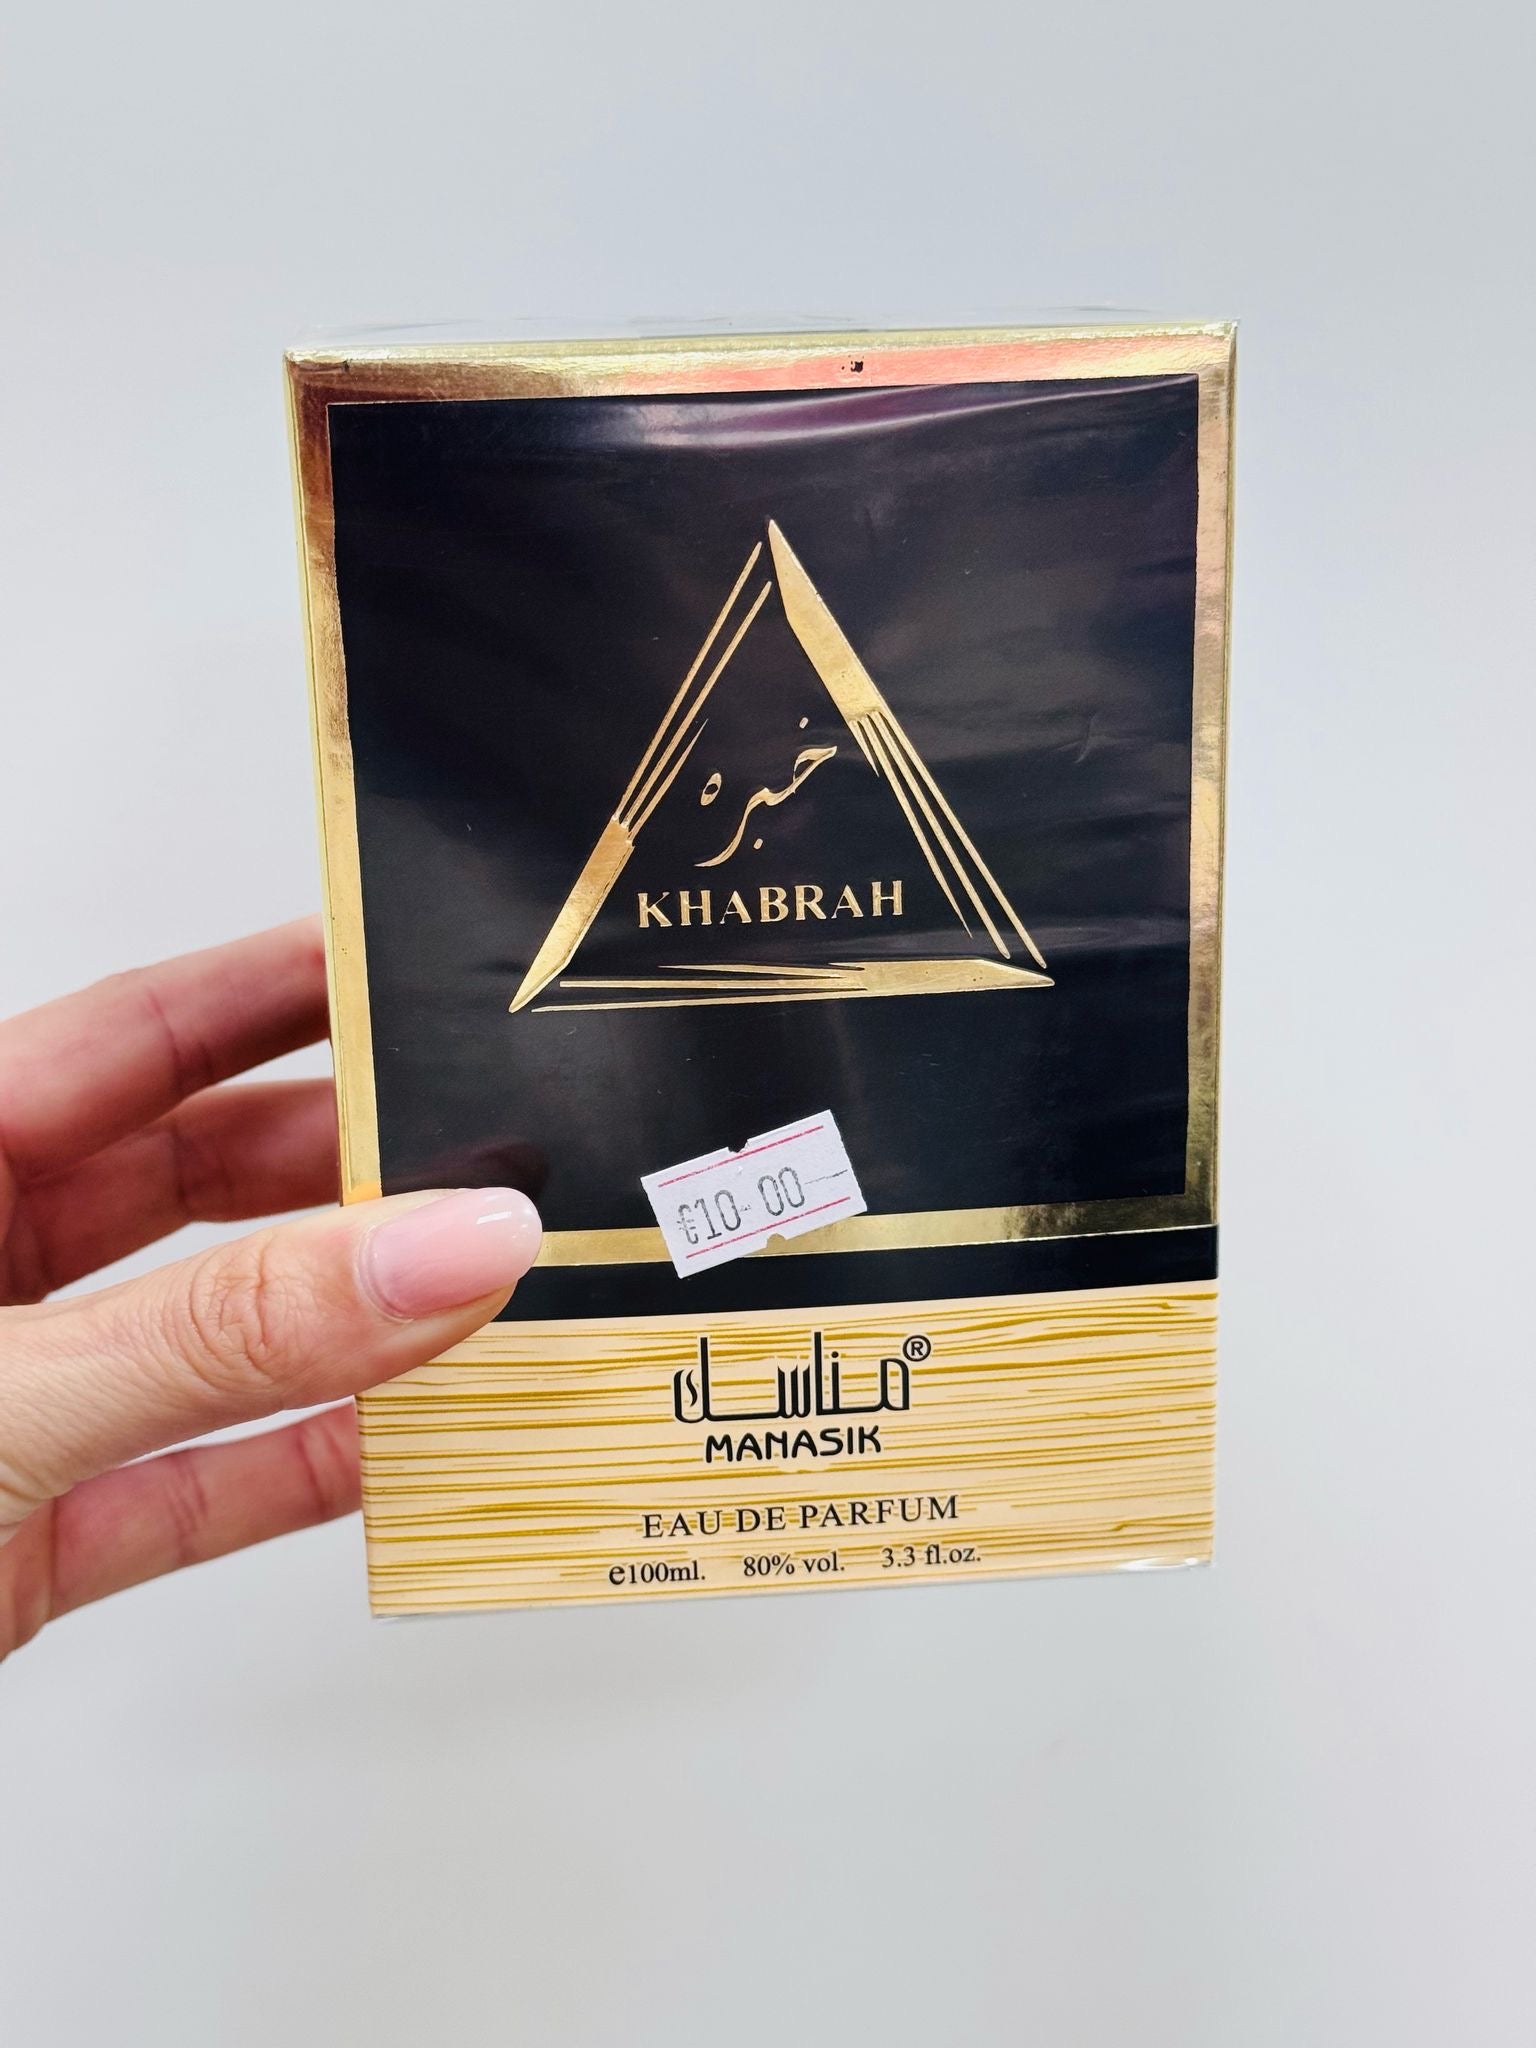 خبره
KHABRAH
€10.00
مناسك®
MANASIK
EAU DE PARFUM
e100ml. 80% vol. 3.3 fl.oz.